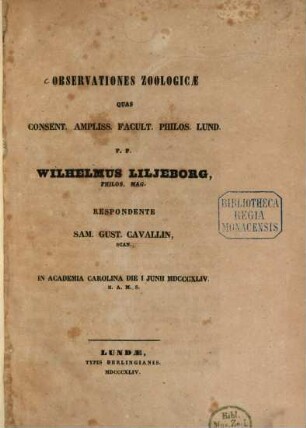 OBSERVATIONES ZOOLOGICÆ
QUAS
CONSENT. AMPLISS. FACULT. PHILOS. LUND.
P. P.
WILHELMUS LILJEBORG,
PHILOS. MAG.
RESPONDENTE
SAM. GUST. CAVALLIN,
SCAN.
IN ACADEMIA CAROLINA DIE I JUNII MDCCCXLIV.
H. A. M. S.
LUNDÆ,
TYPIS BERLINGIANIS.
MDCCCXLIV.
BIBLIOTHECA
REGIA
MONACENSIS
Bibl.